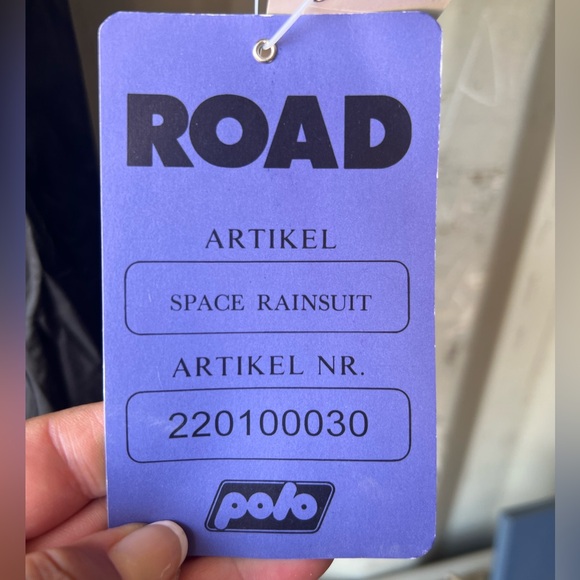 ROAD
ARTIKEL
SPACE RAINSUIT
ARTIKEL NR.
220100030
polo